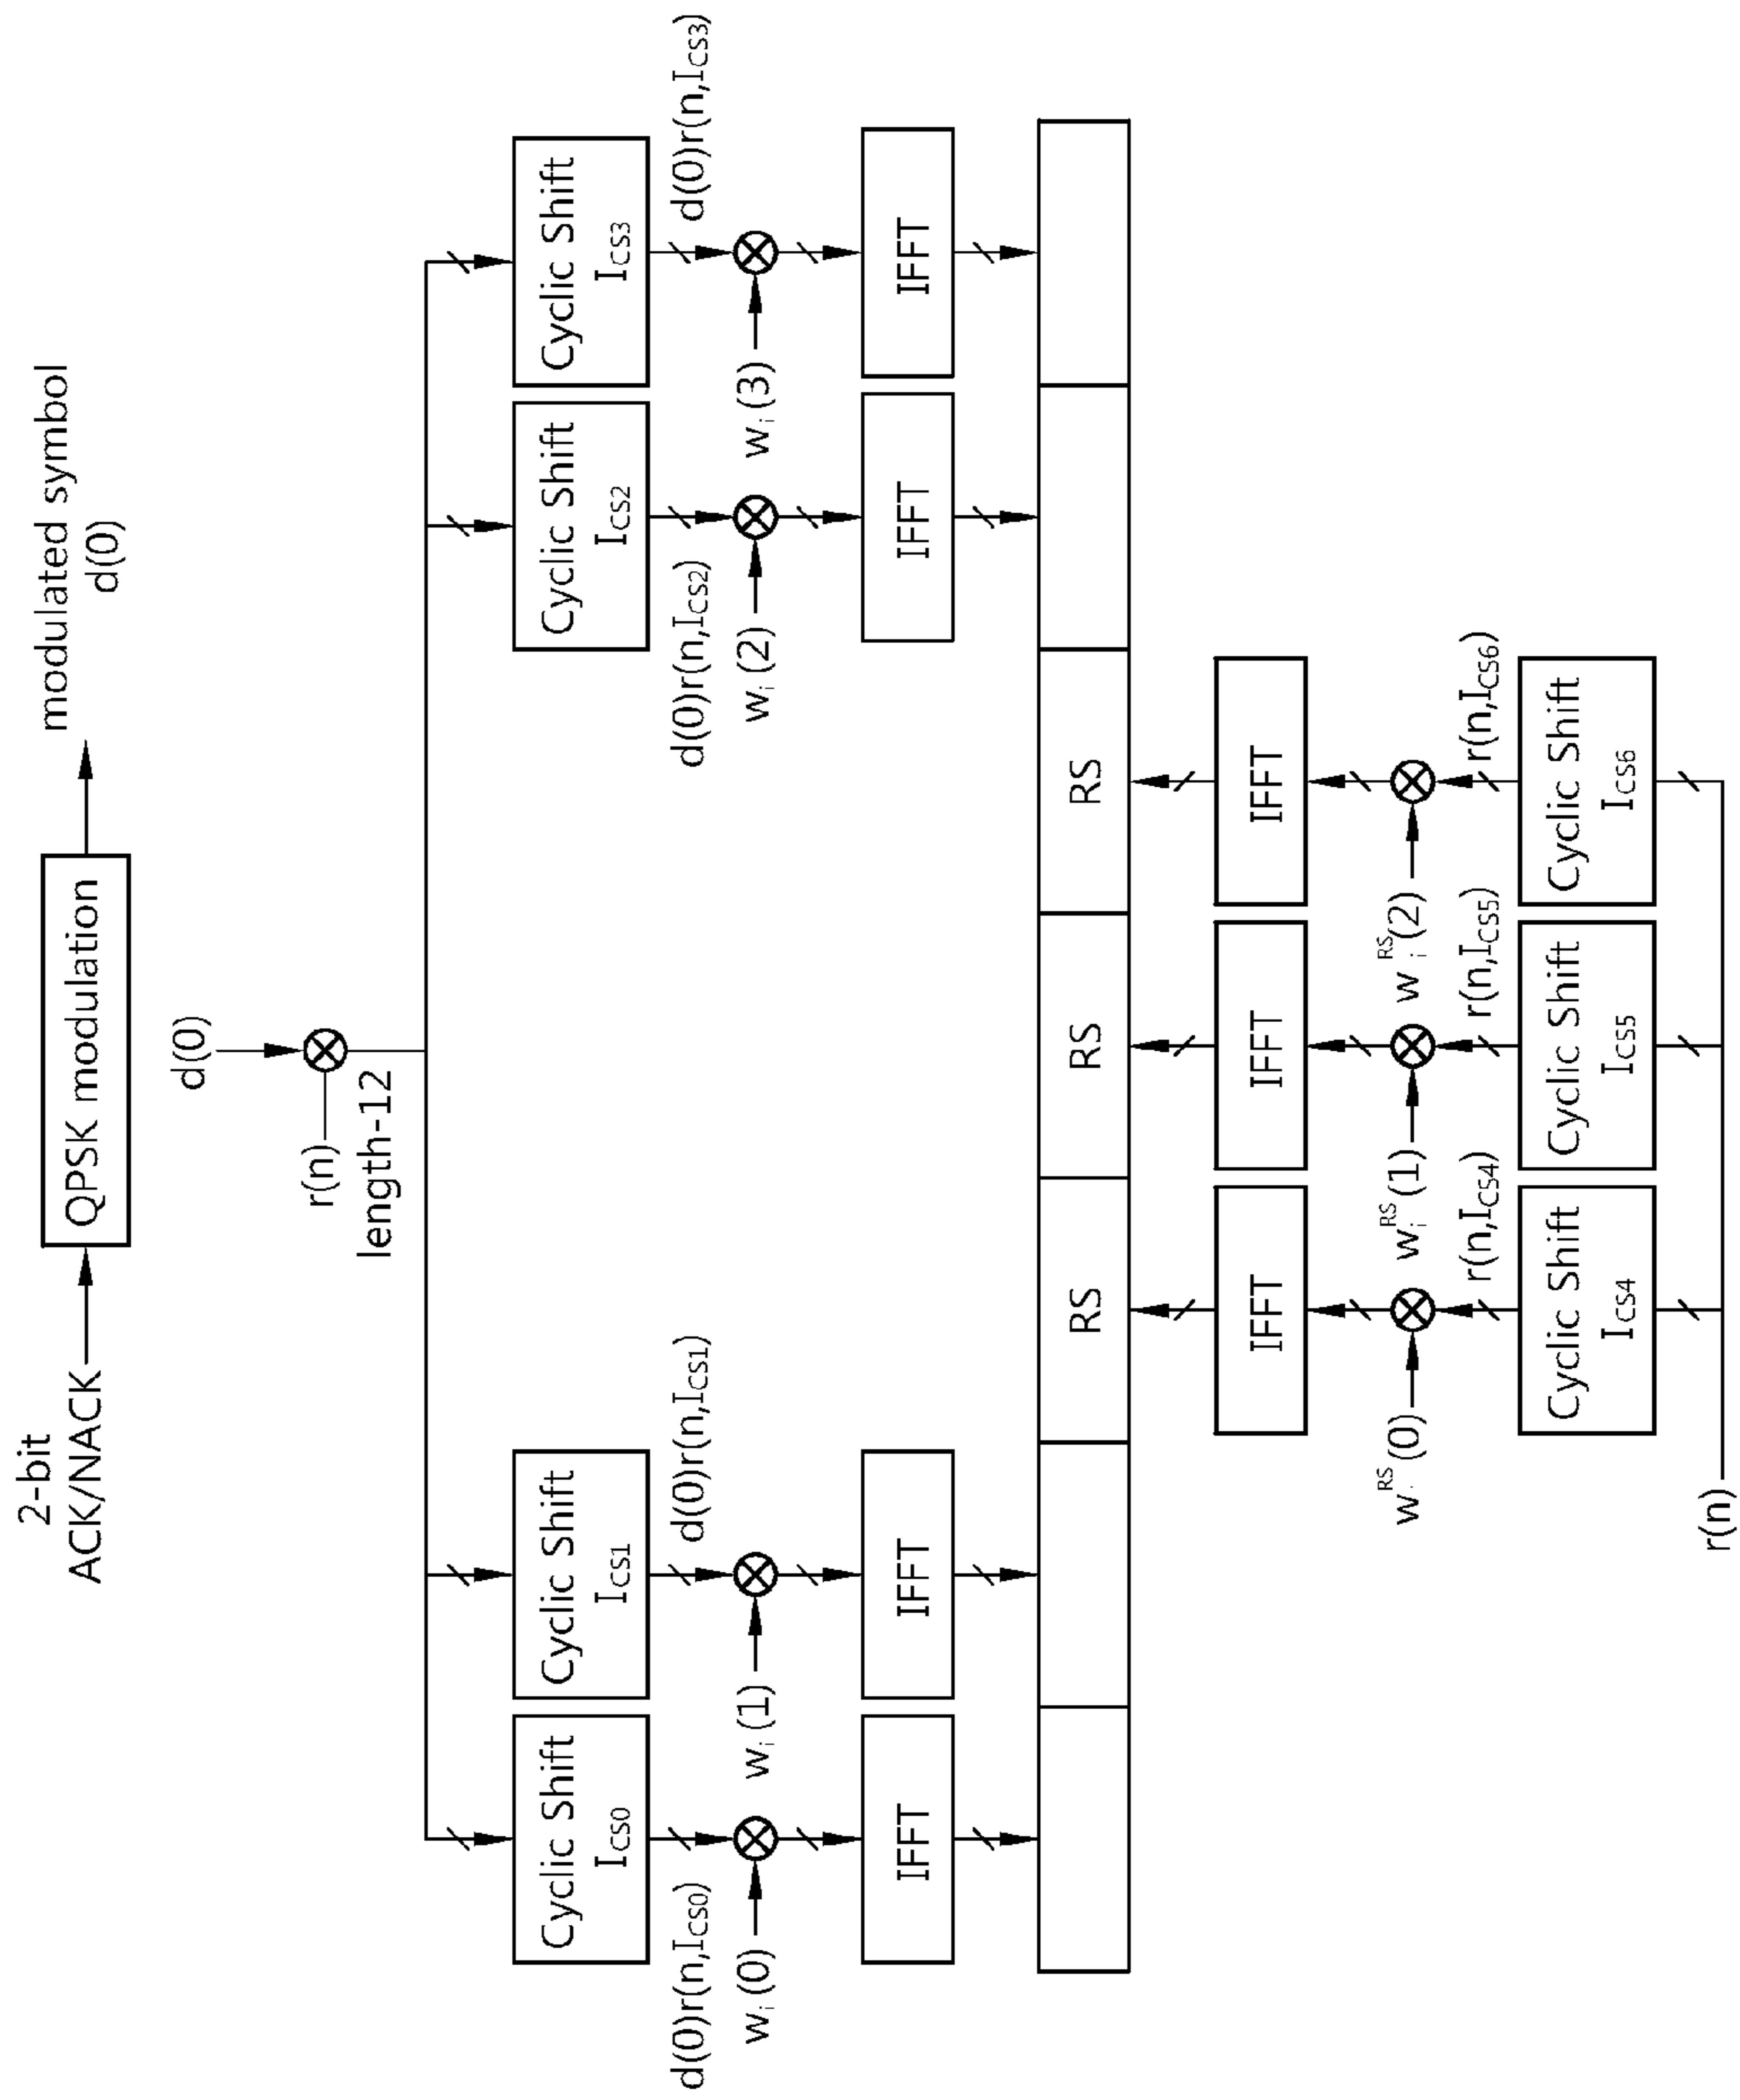 2-bit
ACK/NACK
QPSK modulation
modulated symbol
d(0)
d(0)
r(n)
length-12
Cyclic Shift
I_CS0
Cyclic Shift
I_CS1
Cyclic Shift
I_CS2
Cyclic Shift
I_CS3
d(0)r(n,I_CS0)
d(0)r(n,I_CS1)
d(0)r(n,I_CS2)
d(0)r(n,I_CS3)
w_i(0)
w_i(1)
w_i(2)
w_i(3)
IFFT
IFFT
IFFT
IFFT
RS
RS
RS
IFFT
IFFT
IFFT
w_i^RS(0)
w_i^RS(1)
w_i^RS(2)
r(n,I_CS4)
r(n,I_CS5)
r(n,I_CS6)
Cyclic Shift
I_CS4
Cyclic Shift
I_CS5
Cyclic Shift
I_CS6
r(n)